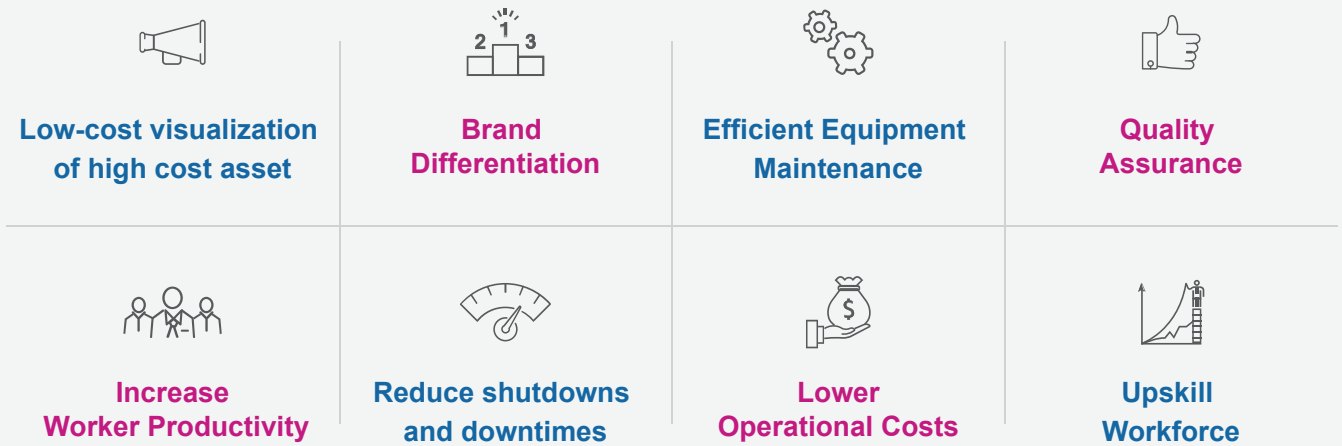 1
2 3
Low-cost visualization
of high cost asset
Brand
Differentiation
Efficient Equipment
Maintenance
Quality
Assurance
$
Increase
Worker Productivity
Reduce shutdowns
and downtimes
Lower
Operational Costs
Upskill
Workforce